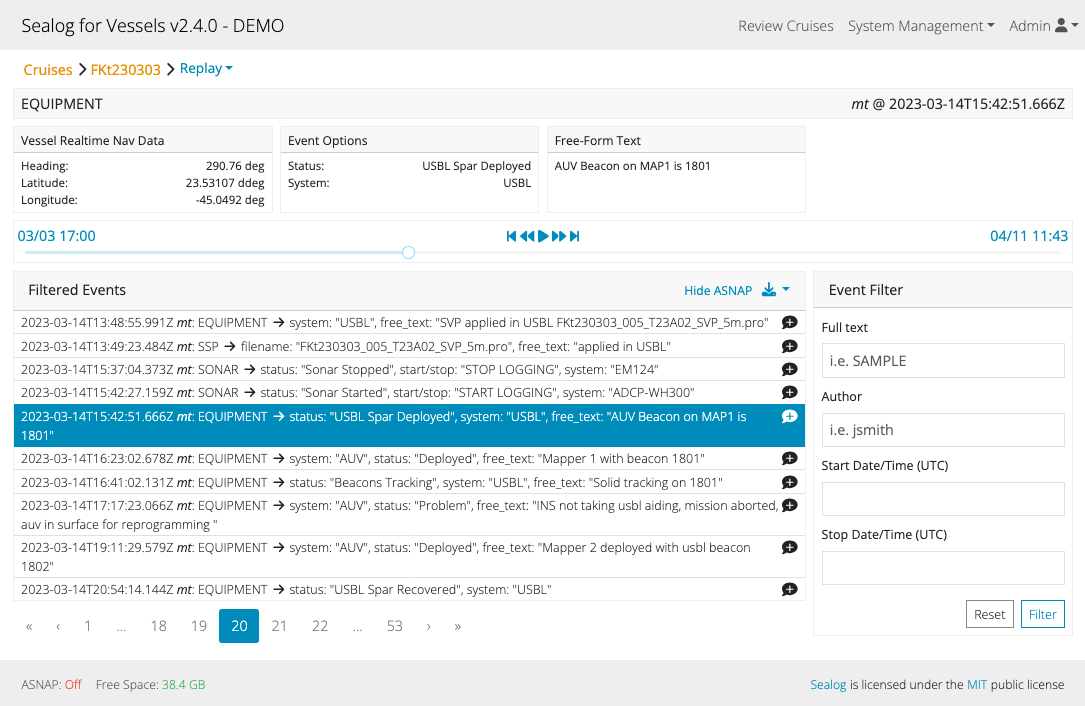 Sealog for Vessels v2.4.0 - DEMO
Review Cruises System Management Admin
Cruises FKt230303 Replay
EQUIPMENT mt @ 2023-03-14T15:42:51.666Z
Vessel Realtime Nav Data
Heading: 290.76 deg
Latitude: 23.53107 ddeg
Longitude: -45.0492 deg
Event Options
Status: USBL Spar Deployed
System: USBL
Free-Form Text
AUV Beacon on MAP1 is 1801
03/03 17:00 04/11 11:43
Filtered Events Hide ASNAP
2023-03-14T13:48:55.991Z mt: EQUIPMENT → system: "USBL", free_text: "SVP applied in USBL FKt230303_005_T23A02_SVP_5m.pro"
2023-03-14T13:49:23.484Z mt: SSP → filename: "FKt230303_005_T23A02_SVP_5m.pro", free_text: "applied in USBL"
2023-03-14T15:37:04.373Z mt: SONAR → status: "Sonar Stopped", start/stop: "STOP LOGGING", system: "EM124"
2023-03-14T15:42:27.159Z mt: SONAR → status: "Sonar Started", start/stop: "START LOGGING", system: "ADCP-WH300"
2023-03-14T15:42:51.666Z mt: EQUIPMENT → status: "USBL Spar Deployed", system: "USBL", free_text: "AUV Beacon on MAP1 is
1801"
2023-03-14T16:23:02.678Z mt: EQUIPMENT → system: "AUV", status: "Deployed", free_text: "Mapper 1 with beacon 1801"
2023-03-14T16:41:02.131Z mt: EQUIPMENT → status: "Beacons Tracking", system: "USBL", free_text: "Solid tracking on 1801"
2023-03-14T17:17:23.066Z mt: EQUIPMENT → system: "AUV", status: "Problem", free_text: "INS not taking usbl aiding, mission aborted,
auv in surface for reprogramming "
2023-03-14T19:11:29.579Z mt: EQUIPMENT → system: "AUV", status: "Deployed", free_text: "Mapper 2 deployed with usbl beacon
1802"
2023-03-14T20:54:14.144Z mt: EQUIPMENT → status: "USBL Spar Recovered", system: "USBL"
« ‹ 1 ... 18 19 20 21 22 ... 53 › »
Event Filter
Full text
i.e. SAMPLE
Author
i.e. jsmith
Start Date/Time (UTC)
Stop Date/Time (UTC)
Reset Filter
ASNAP: Off Free Space: 38.4 GB
Sealog is licensed under the MIT public license